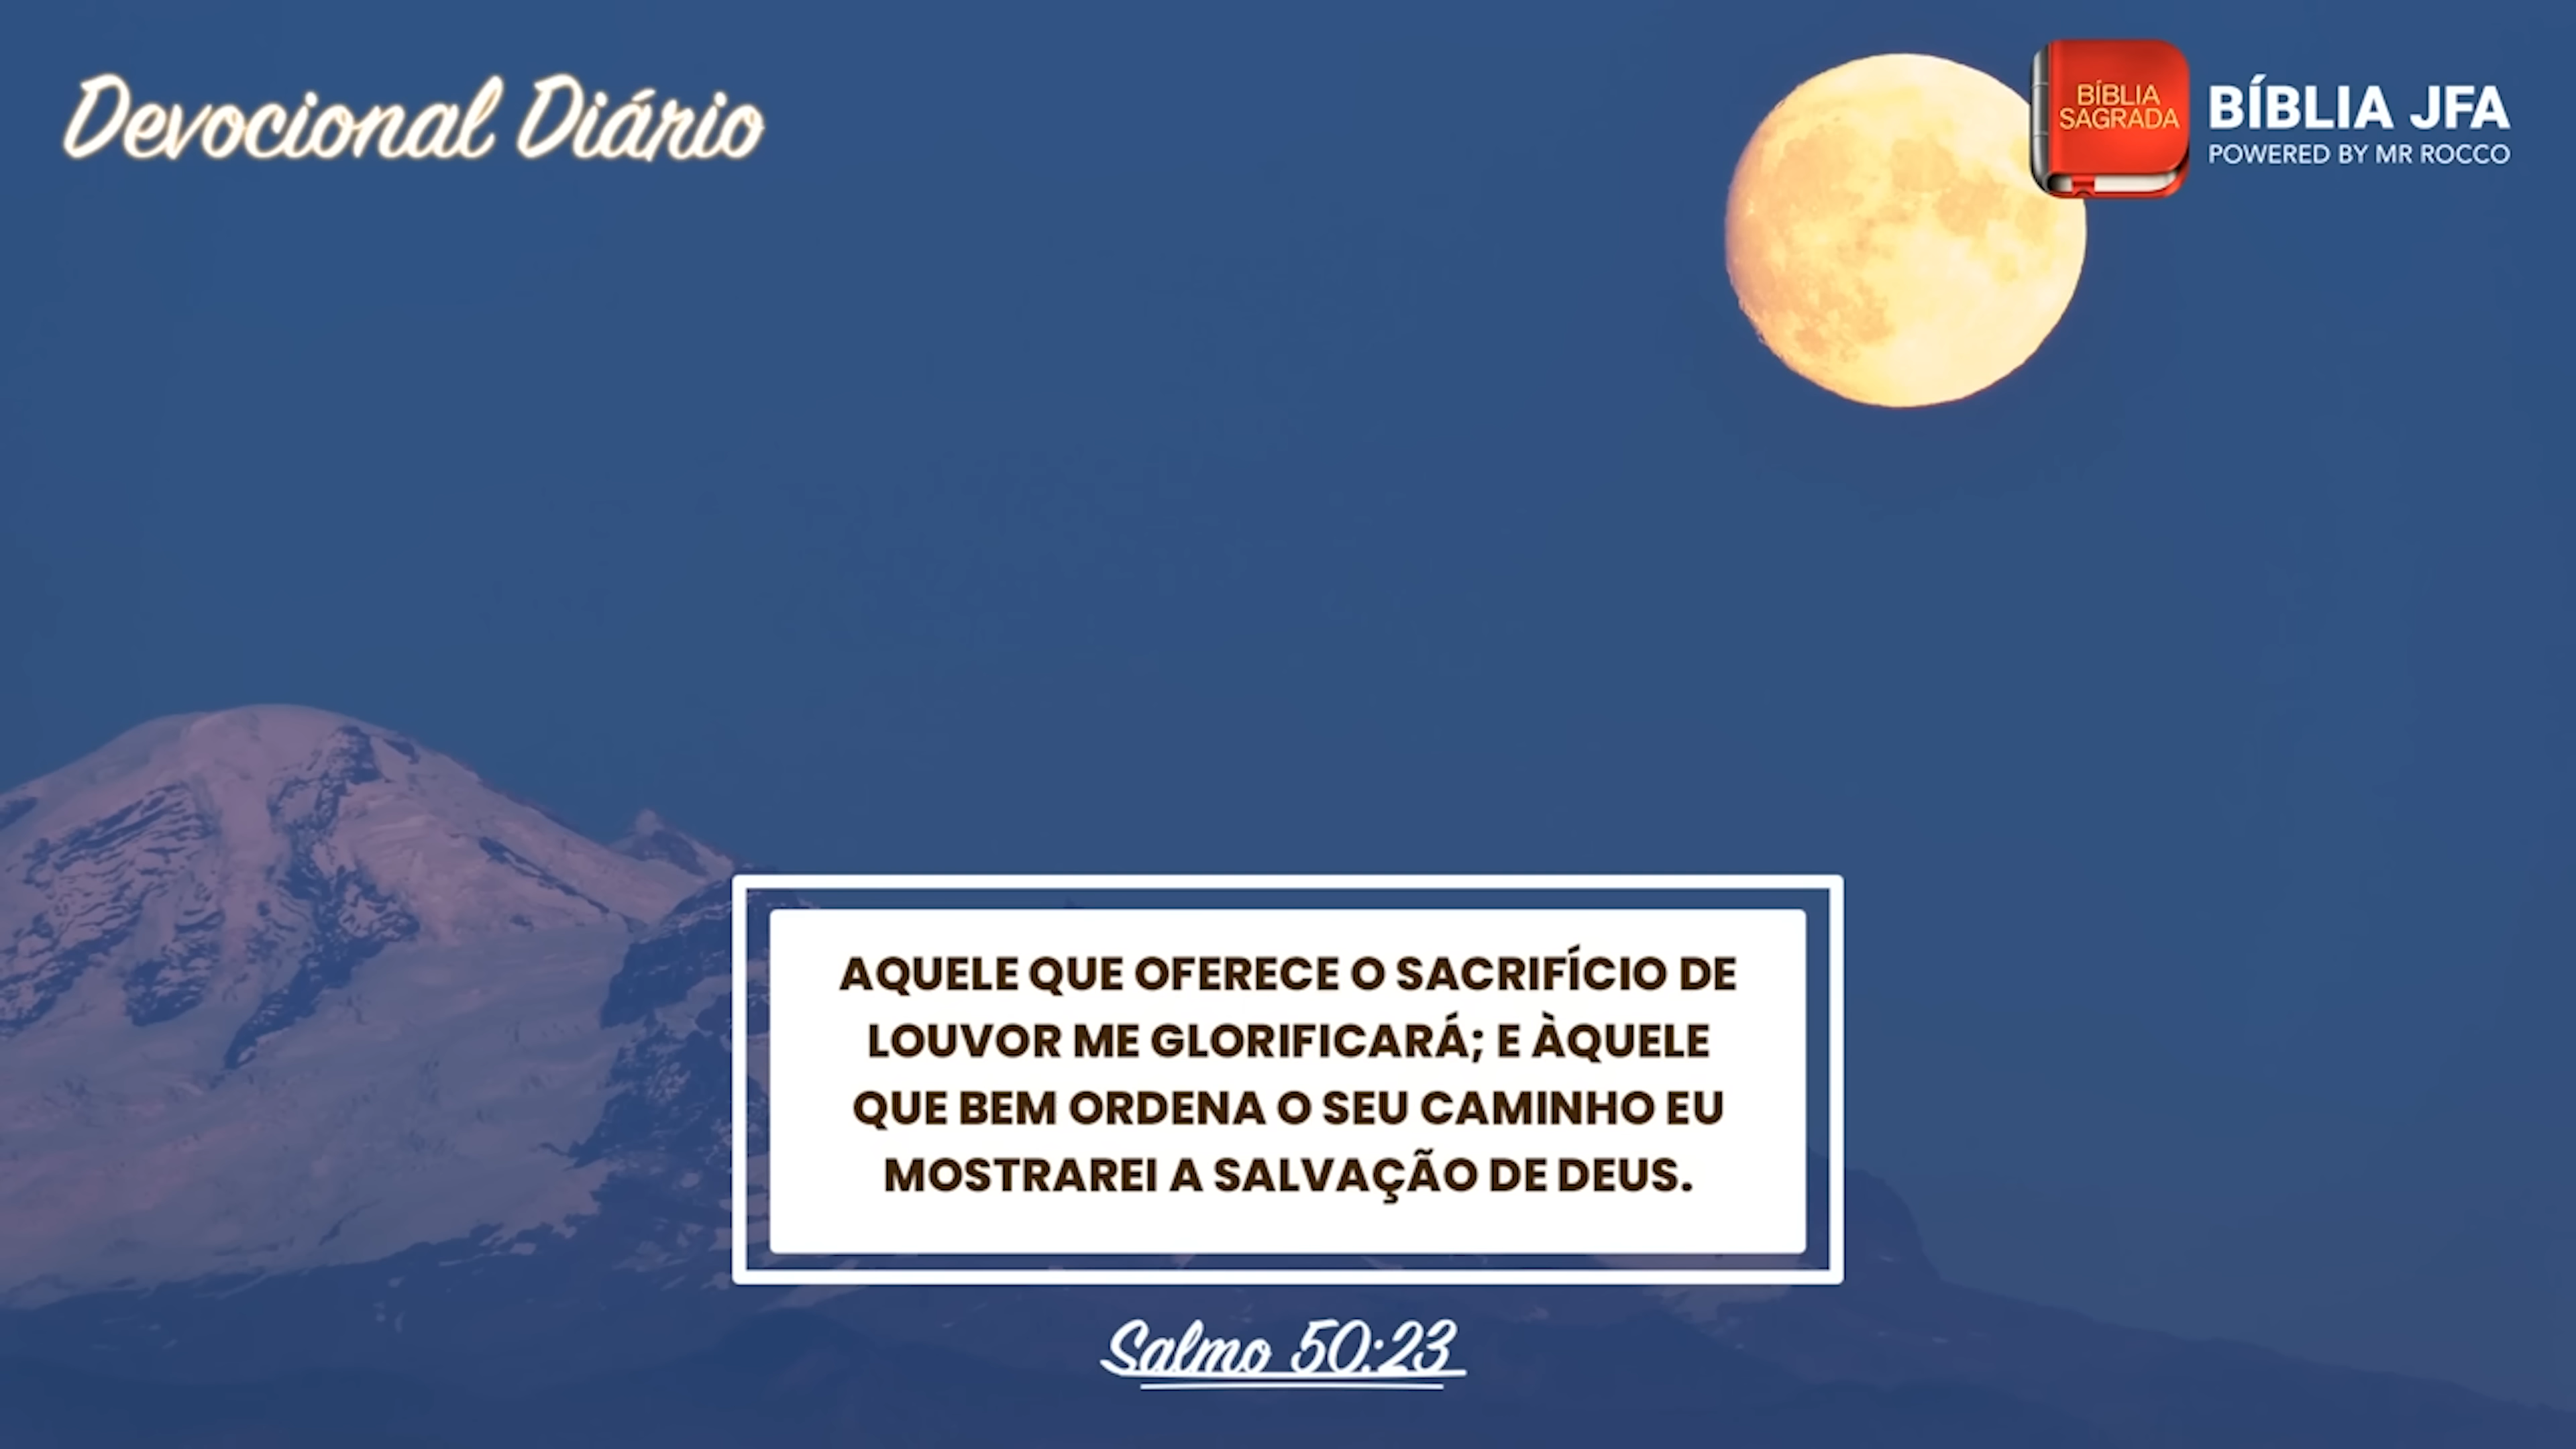 Devocional Diário
BÍBLIA
SAGRADA
BÍBLIA JFA
POWERED BY MR ROCCO
AQUELE QUE OFERECE O SACRIFÍCIO DE
LOUVOR ME GLORIFICARÁ; E ÀQUELE
QUE BEM ORDENA O SEU CAMINHO EU
MOSTRAREI A SALVAÇÃO DE DEUS.
Salmo 50:23